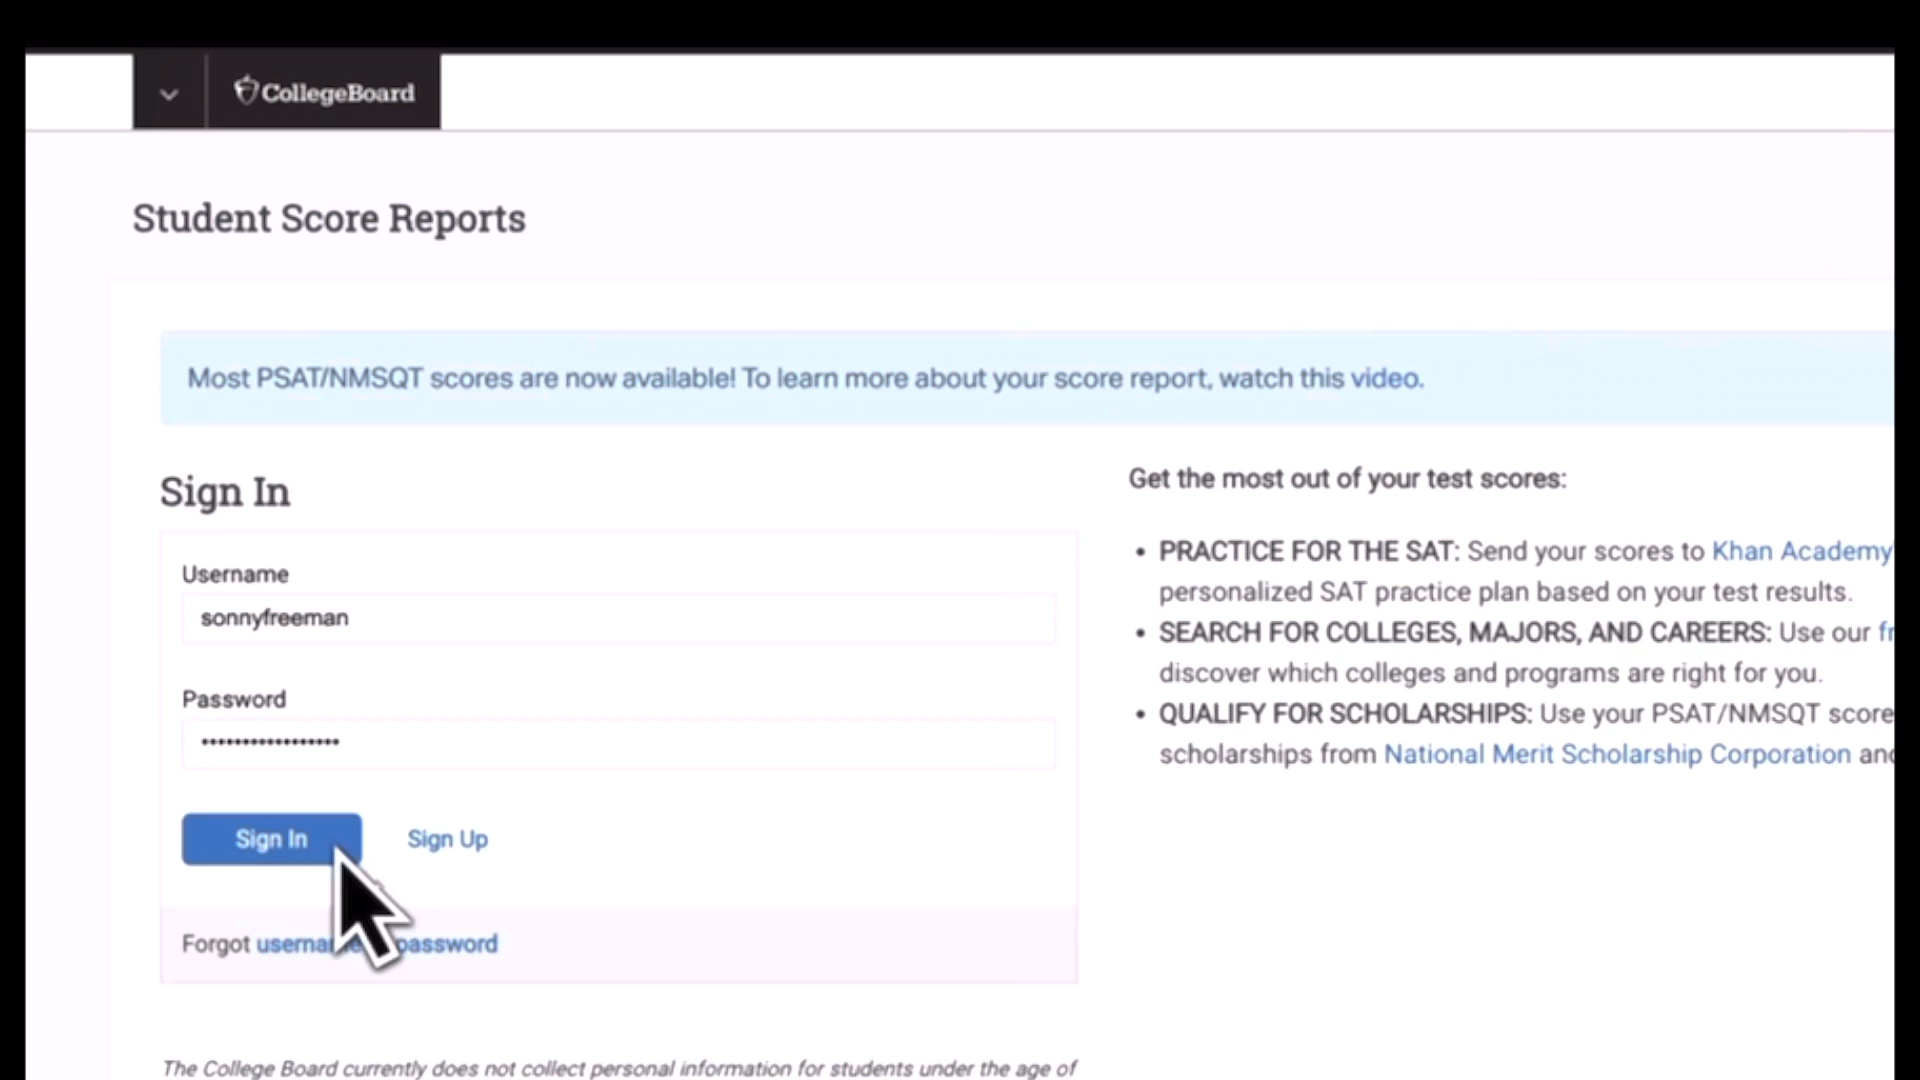 CollegeBoard
Student Score Reports
Most PSAT/NMSQT scores are now available! To learn more about your score report, watch this video.
Sign In
Username
sonnyfreeman
Password
••••••••••••••••••
Sign In Sign Up
Forgot password
The College Board currently does not collect personal information for students under the age of
Get the most out of your test scores:
• PRACTICE FOR THE SAT: Send your scores to Khan Academy
personalized SAT practice plan based on your test results.
• SEARCH FOR COLLEGES, MAJORS, AND CAREERS: Use our
discover which colleges and programs are right for you.
• QUALIFY FOR SCHOLARSHIPS: Use your PSAT/NMSQT score
scholarships from National Merit Scholarship Corporation and